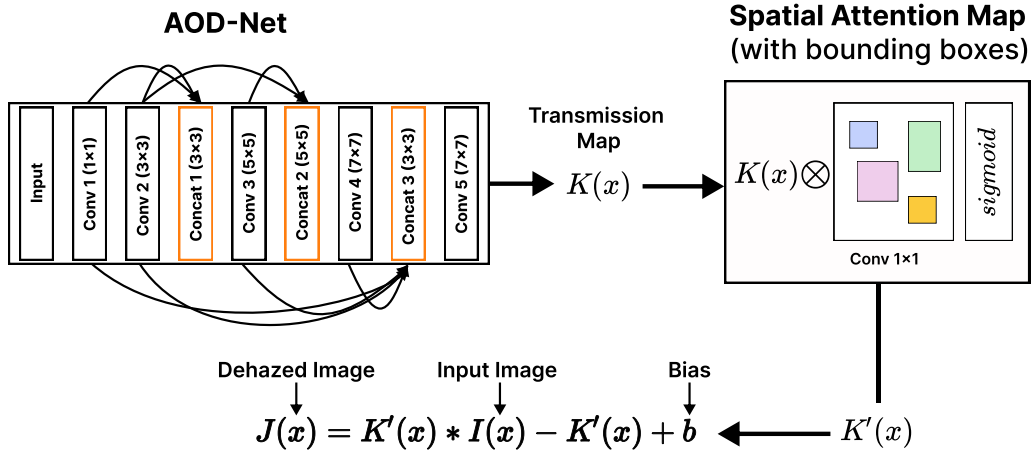 AOD-Net
Spatial Attention Map
(with bounding boxes)
Input
Conv 1 (1×1)
Conv 2 (3×3)
Concat 1 (3×3)
Conv 3 (5×5)
Concat 2 (5×5)
Conv 4 (7×7)
Concat 3 (3×3)
Conv 5 (7×7)
Transmission
Map
K(x)
K(x)⊗
sigmoid
Conv 1×1
Dehazed Image
Input Image
Bias
J(x) = K′(x) * I(x) − K′(x) + b
K′(x)